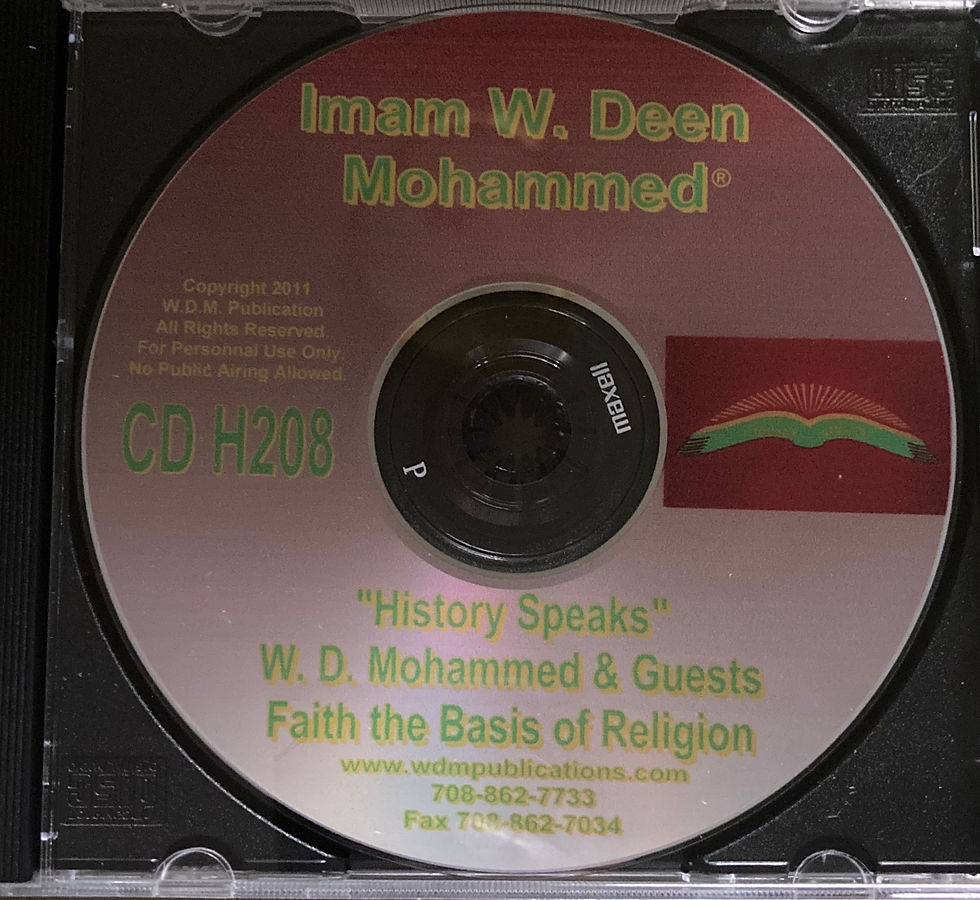 Imam W. Deen
Mohammed®
Copyright 2011
W.D.M. Publication
All Rights Reserved.
For Personnal Use Only.
No Public Airing Allowed.
CD H208
maxell
P
"History Speaks"
W. D. Mohammed & Guests
Faith the Basis of Religion
www.wdmpublications.com
708-862-7733
Fax 708-862-7034